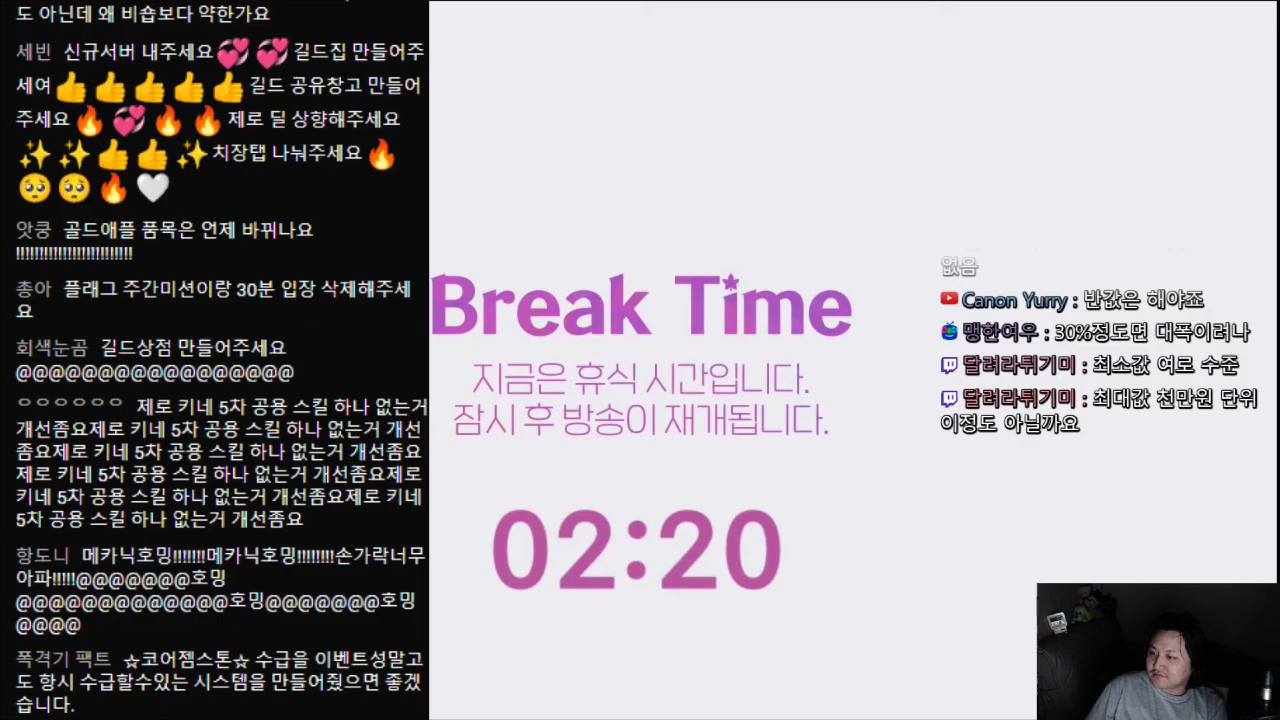 도 아닌데 왜 비숍보다 약한가요
세빈 신규서버 내주세요💞 💞 길드집 만들어주
세여👍 👍 👍 👍 👍 길드 공유창고 만들어
주세요 🔥 💞 🔥 🔥 제로 딜 상향해주세요
✨ ✨ 👍 👍 ✨ 치장탭 나눠주세요 🔥
🥺 🥺 🔥 🤍
앗쿵 골드애플 품목은 언제 바뀌나요
!!!!!!!!!!!!!!!!!!!!!!!!!
총아 플래그 주간미션이랑 30분 입장 삭제해주세
요
회색눈곰 길드상점 만들어주세요
@@@@@@@@@@@@@@@@@
ㅇㅇㅇㅇㅇㅇ 제로 키네 5차 공용 스킬 하나 없는거
개선좀요제로 키네 5차 공용 스킬 하나 없는거 개선
좀요제로 키네 5차 공용 스킬 하나 없는거 개선좀요
제로 키네 5차 공용 스킬 하나 없는거 개선좀요제로
키네 5차 공용 스킬 하나 없는거 개선좀요제로 키네
5차 공용 스킬 하나 없는거 개선좀요
항도니 메카닉호밍!!!!!!!메카닉호밍!!!!!!!!손가락너무
아파!!!!!@@@@@@@호밍
@@@@@@@@@@@@@호밍@@@@@@@호밍
@@@@
폭격기 팩트 ☆코어젬스톤☆ 수급을 이벤트성말고
도 항시 수급할수있는 시스템을 만들어줬으면 좋겠
습니다.
Break Time
지금은 휴식 시간입니다.
잠시 후 방송이 재개됩니다.
02:20
없음
Canon Yurry : 반값은 해야죠
맹한여우 : 30%정도면 대폭이러나
달러라뛰기미 : 최소값 여로 수준
달러라뛰기미 : 최대값 천만원 단위
이정도 아닐까요